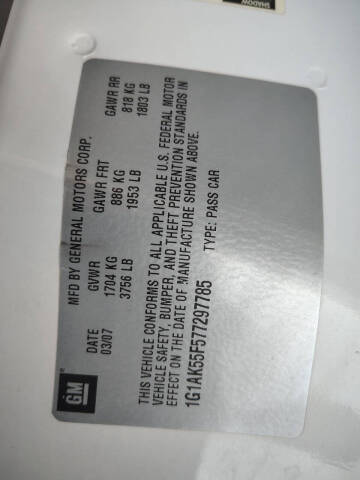 SHADOW
GM
MFD BY GENERAL MOTORS CORP.
DATE GVWR GAWR FRT GAWR RR
03/07 1704 KG 886 KG 818 KG
3756 LB 1953 LB 1803 LB
THIS VEHICLE CONFORMS TO ALL APPLICABLE U.S. FEDERAL MOTOR
VEHICLE SAFETY, BUMPER, AND THEFT PREVENTION STANDARDS IN
EFFECT ON THE DATE OF MANUFACTURE SHOWN ABOVE.
1G1AK55F577297785 TYPE: PASS CAR